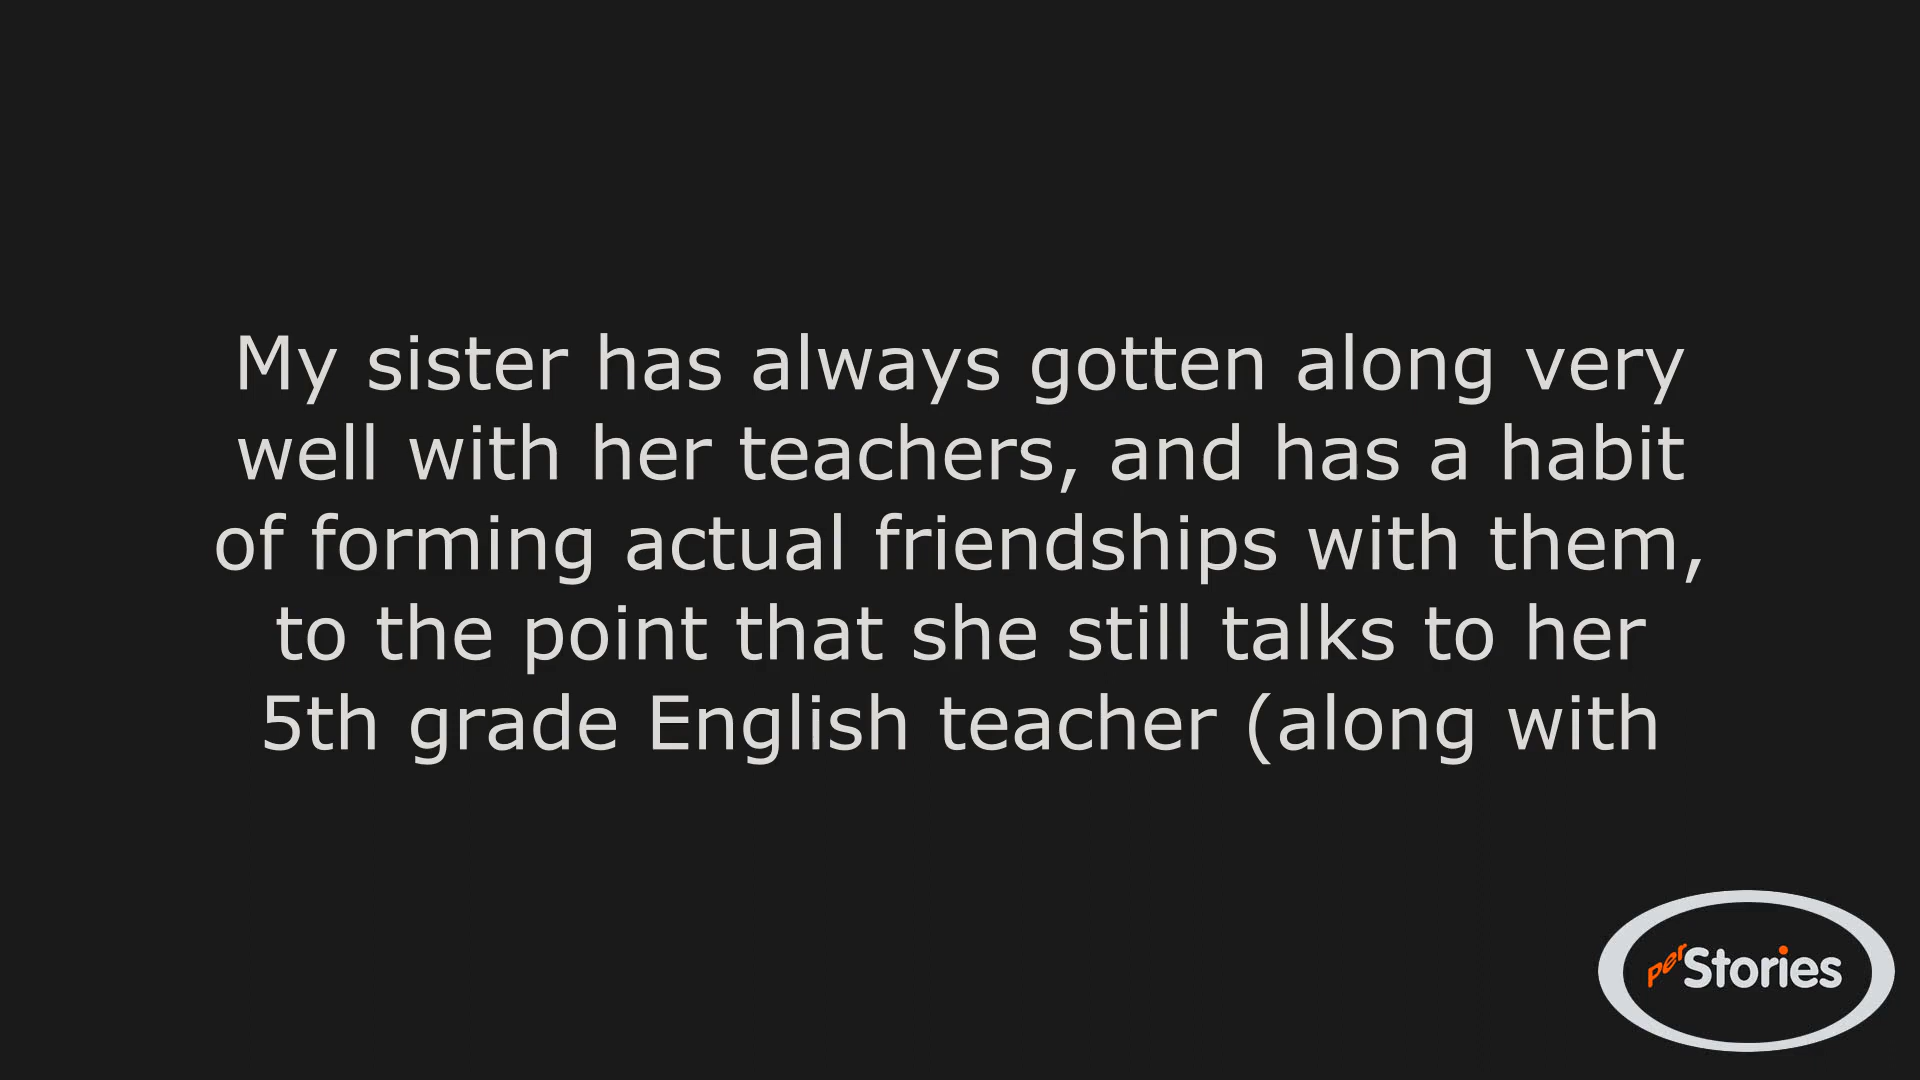 My sister has always gotten along very
well with her teachers, and has a habit
of forming actual friendships with them,
to the point that she still talks to her
5th grade English teacher (along with
perStories